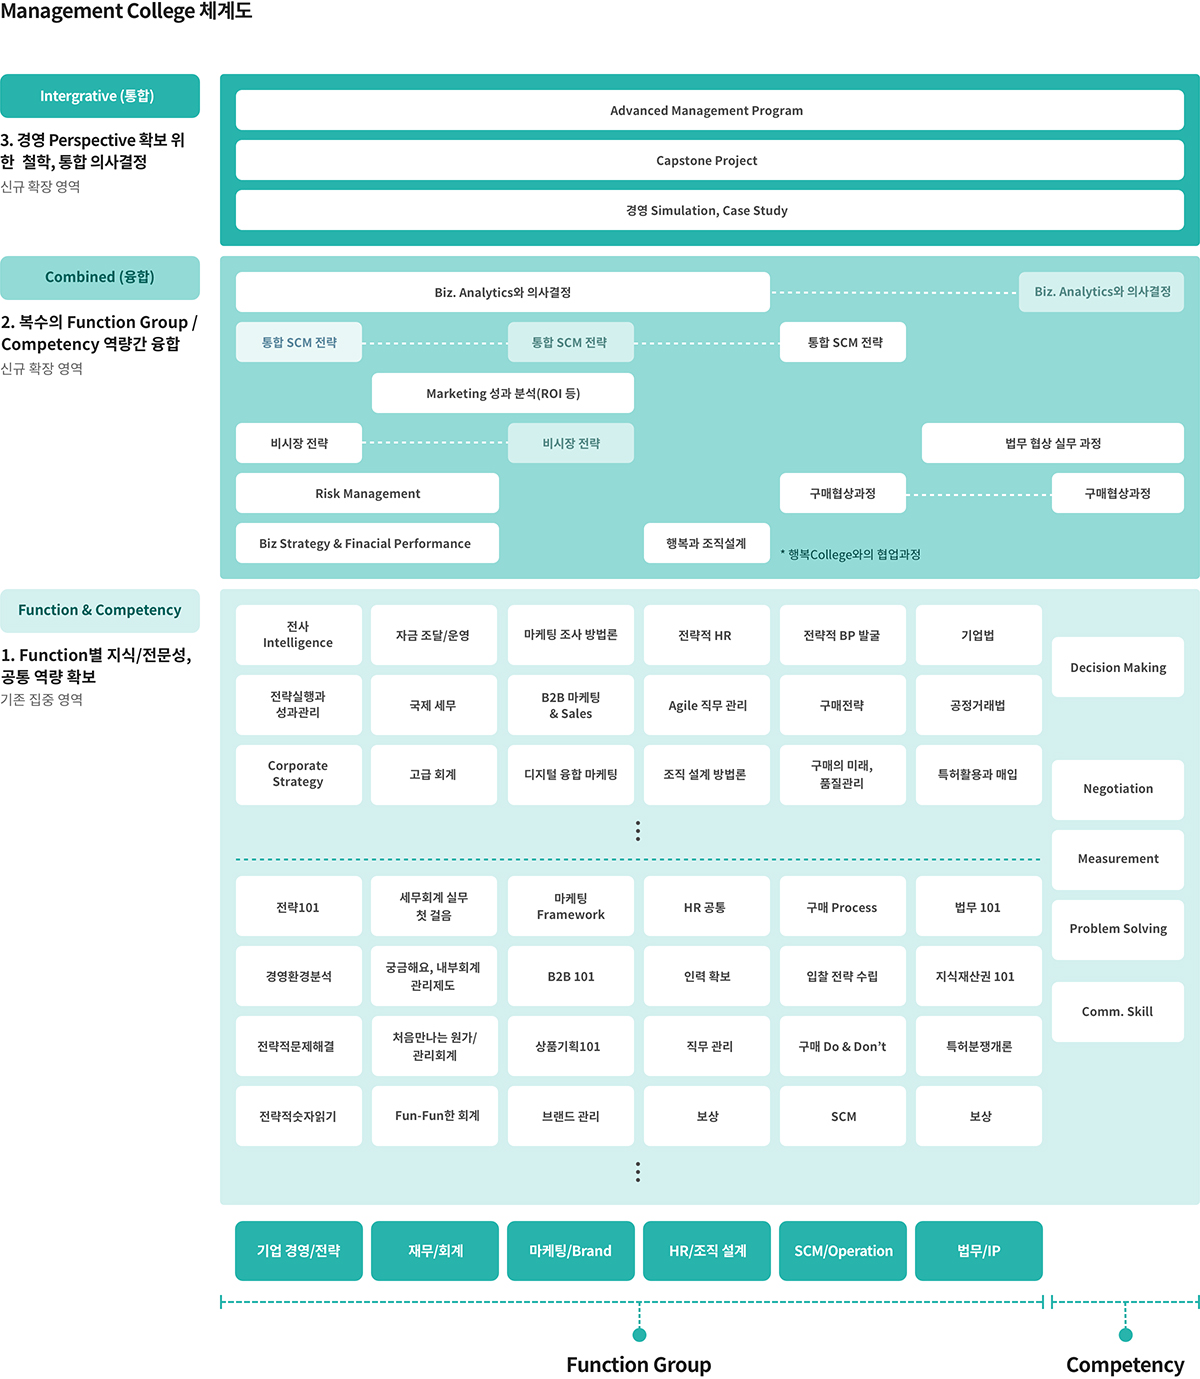 Management College 체계도
Intergrative (통합)
3. 경영 Perspective 확보 위
한 철학, 통합 의사결정
신규 확장 영역
Advanced Management Program
Capstone Project
경영 Simulation, Case Study
Combined (융합)
2. 복수의 Function Group /
Competency 역량간 융합
신규 확장 영역
Biz. Analytics와 의사결정
Biz. Analytics와 의사결정
통합 SCM 전략
통합 SCM 전략
통합 SCM 전략
Marketing 성과 분석(ROI 등)
비시장 전략
비시장 전략
법무 협상 실무 과정
Risk Management
구매협상과정
구매협상과정
Biz Strategy & Finacial Performance
행복과 조직설계
* 행복College와의 협업과정
Function & Competency
1. Function별 지식/전문성,
공통 역량 확보
기존 집중 영역
전사
Intelligence
자금 조달/운영
마케팅 조사 방법론
전략적 HR
전략적 BP 발굴
기업법
전략실행과
성과관리
국제 세무
B2B 마케팅
& Sales
Agile 직무 관리
구매전략
공정거래법
Corporate
Strategy
고급 회계
디지털 융합 마케팅
조직 설계 방법론
구매의 미래,
품질관리
특허활용과 매입
전략101
세무회계 실무
첫 걸음
마케팅
Framework
HR 공통
구매 Process
법무 101
경영환경분석
궁금해요, 내부회계
관리제도
B2B 101
인력 확보
입찰 전략 수립
지식재산권 101
전략적문제해결
처음만나는 원가/
관리회계
상품기획101
직무 관리
구매 Do & Don't
특허분쟁개론
전략적숫자읽기
Fun-Fun한 회계
브랜드 관리
보상
SCM
보상
Decision Making
Negotiation
Measurement
Problem Solving
Comm. Skill
기업 경영/전략
재무/회계
마케팅/Brand
HR/조직 설계
SCM/Operation
법무/IP
Function Group
Competency